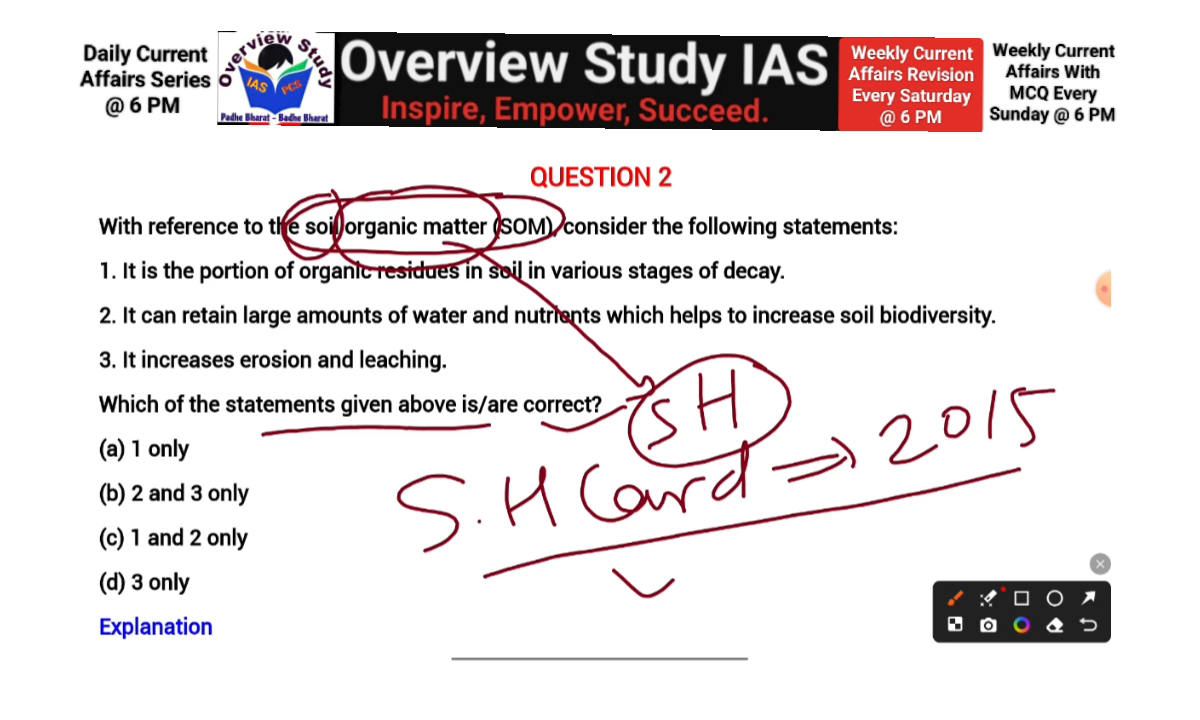 Daily Current
Affairs Series
@ 6 PM
Overview Study
IAS PCS
Padhe Bharat - Badhe Bharat
Overview Study IAS
Inspire, Empower, Succeed.
Weekly Current
Affairs Revision
Every Saturday
@ 6 PM
Weekly Current
Affairs With
MCQ Every
Sunday @ 6 PM
QUESTION 2
With reference to the soil organic matter (SOM), consider the following statements:
1. It is the portion of organic residues in soil in various stages of decay.
2. It can retain large amounts of water and nutrients which helps to increase soil biodiversity.
3. It increases erosion and leaching.
Which of the statements given above is/are correct?
SH
(a) 1 only
S.H Card ⇒ 2015
(b) 2 and 3 only
(c) 1 and 2 only
(d) 3 only
Explanation